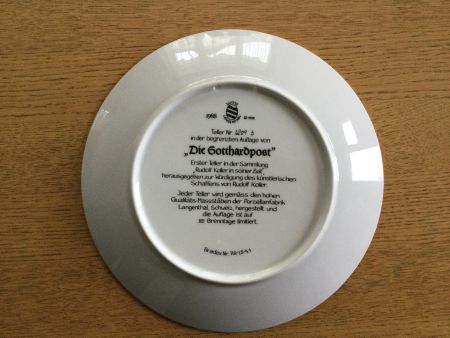 1988
Teller Nr.
in der begrenzten Auflage von
„Die Gotthardpost"
Erster Teller in der Sammlung
„Rudolf Koller in seiner Zeit",
herausgegeben zur Würdigung des künstlerischen
Schaffens von Rudolf Koller.
Jeder Teller wird gemäss den hohen
Qualitäts-Massstäben der Porzellanfabrik
Langenthal, Schweiz, hergestellt und
die Auflage ist auf
Brenntage limitiert.
Bradex Nr.